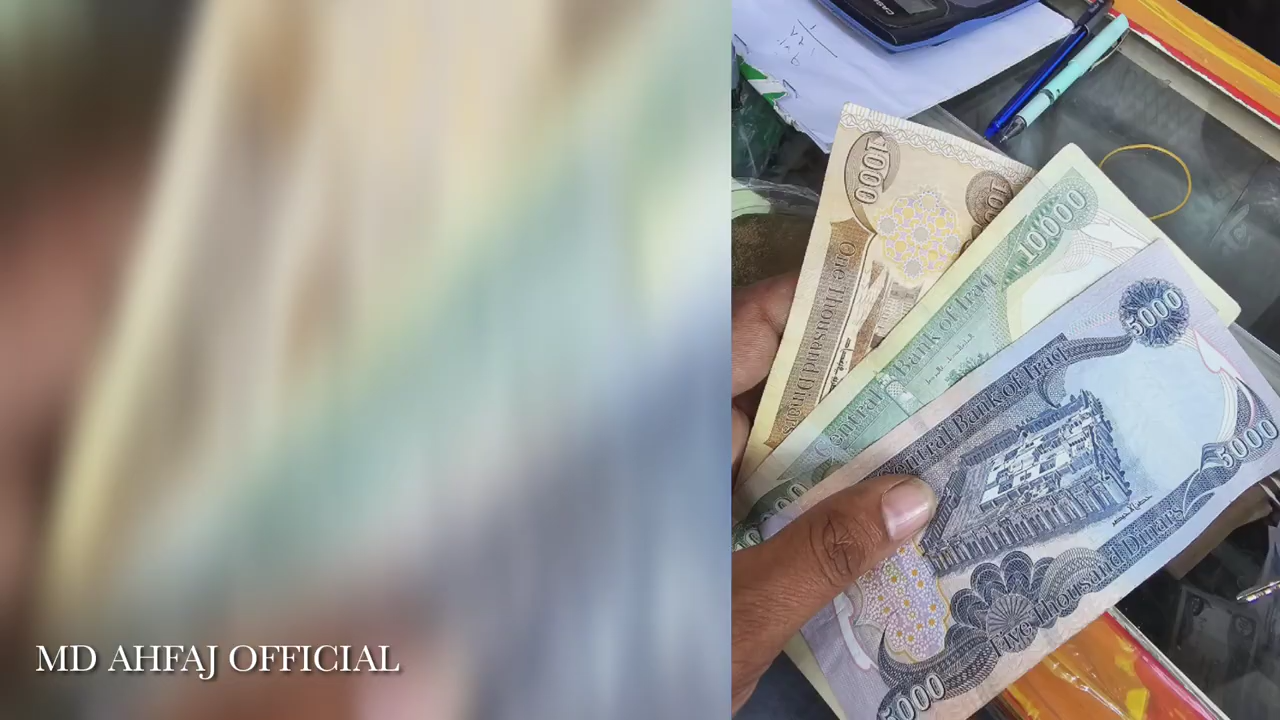 MD AHFAJ OFFICIAL
CASIO
1000
One Thousand Dinars
10000
Central Bank of Iraq
5000
Central Bank of Iraq
5000
Five Thousand Dinars
5000